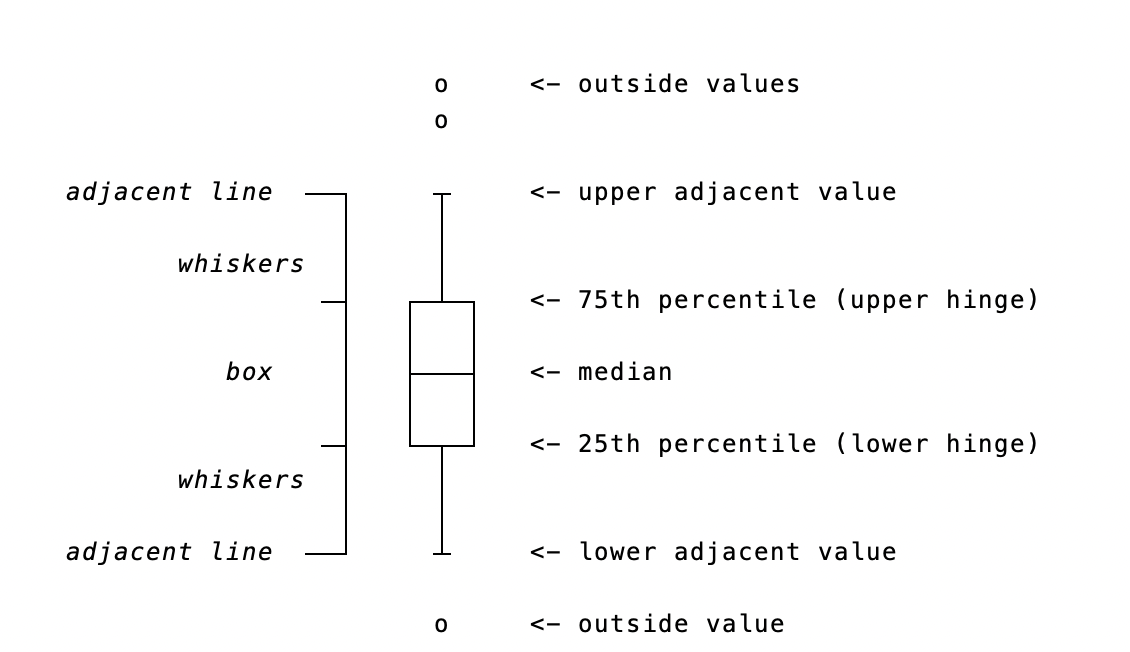 o <- outside values
o
adjacent line <- upper adjacent value
whiskers
<- 75th percentile (upper hinge)
box <- median
<- 25th percentile (lower hinge)
whiskers
adjacent line <- lower adjacent value
o <- outside value